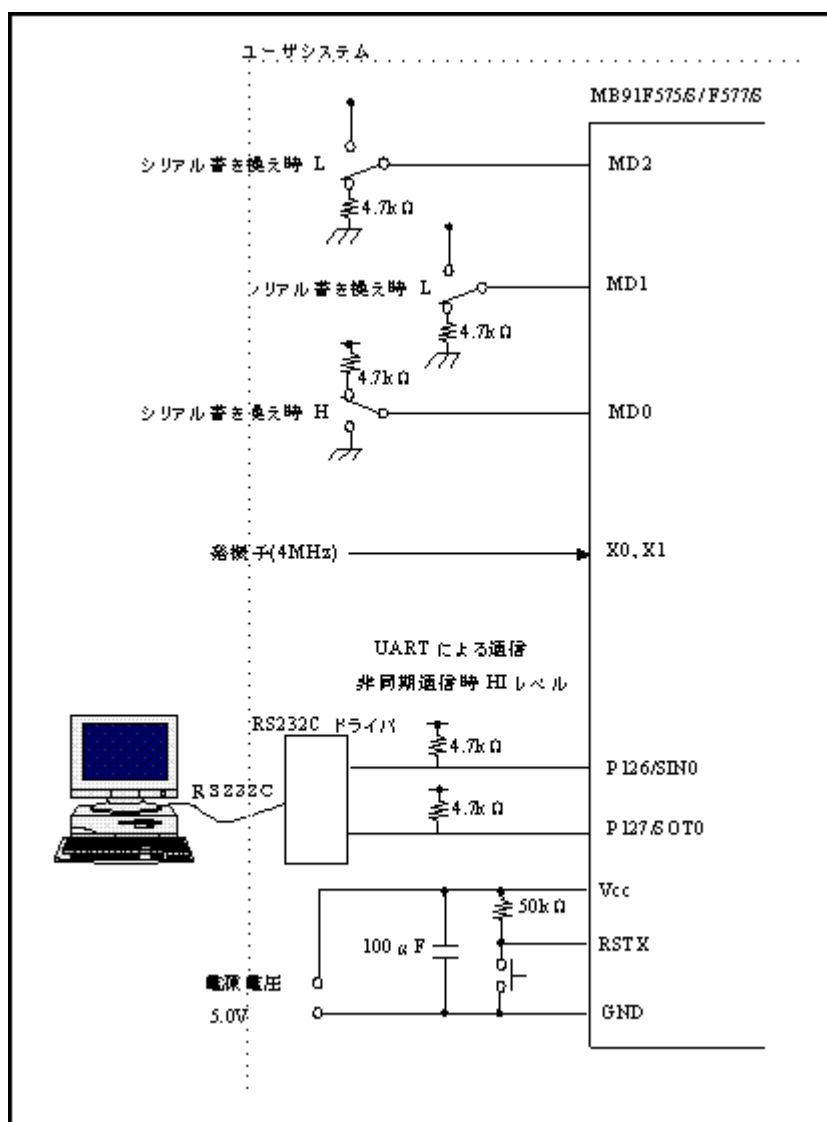 ユーザシステム
MB91F575/S/F577/S
シリアル書き換え時 L
MD2
4.7kΩ
シリアル書き換え時 L
MD1
4.7kΩ
4.7kΩ
シリアル書き換え時 H
MD0
発振子(4MHz)
X0, X1
UART による通信
非同期通信時 HI レベル
RS232C ドライバ
4.7kΩ
P126/SIN0
RS232C
4.7kΩ
P127/SOT0
Vcc
50kΩ
100μF
RSTX
電源電圧
5.0V
GND